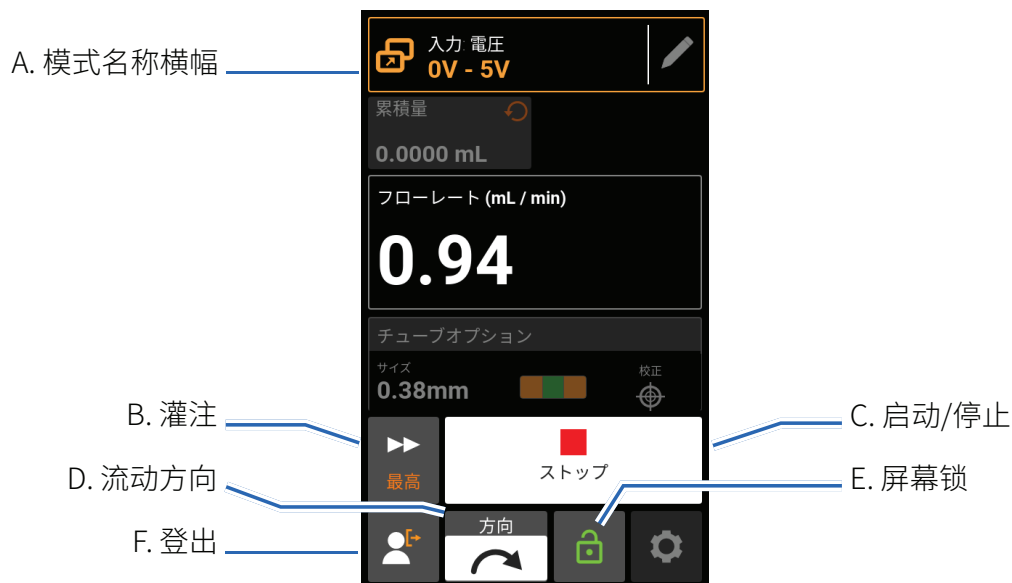 A. 模式名称横幅
入力: 電圧
0V - 5V
累積量
0.0000 mL
フローレート (mL / min)
0.94
チューブオプション
サイズ
0.38mm
校正
B. 灌注
C. 启动/停止
最高
ストップ
D. 流动方向
E. 屏幕锁
方向
F. 登出